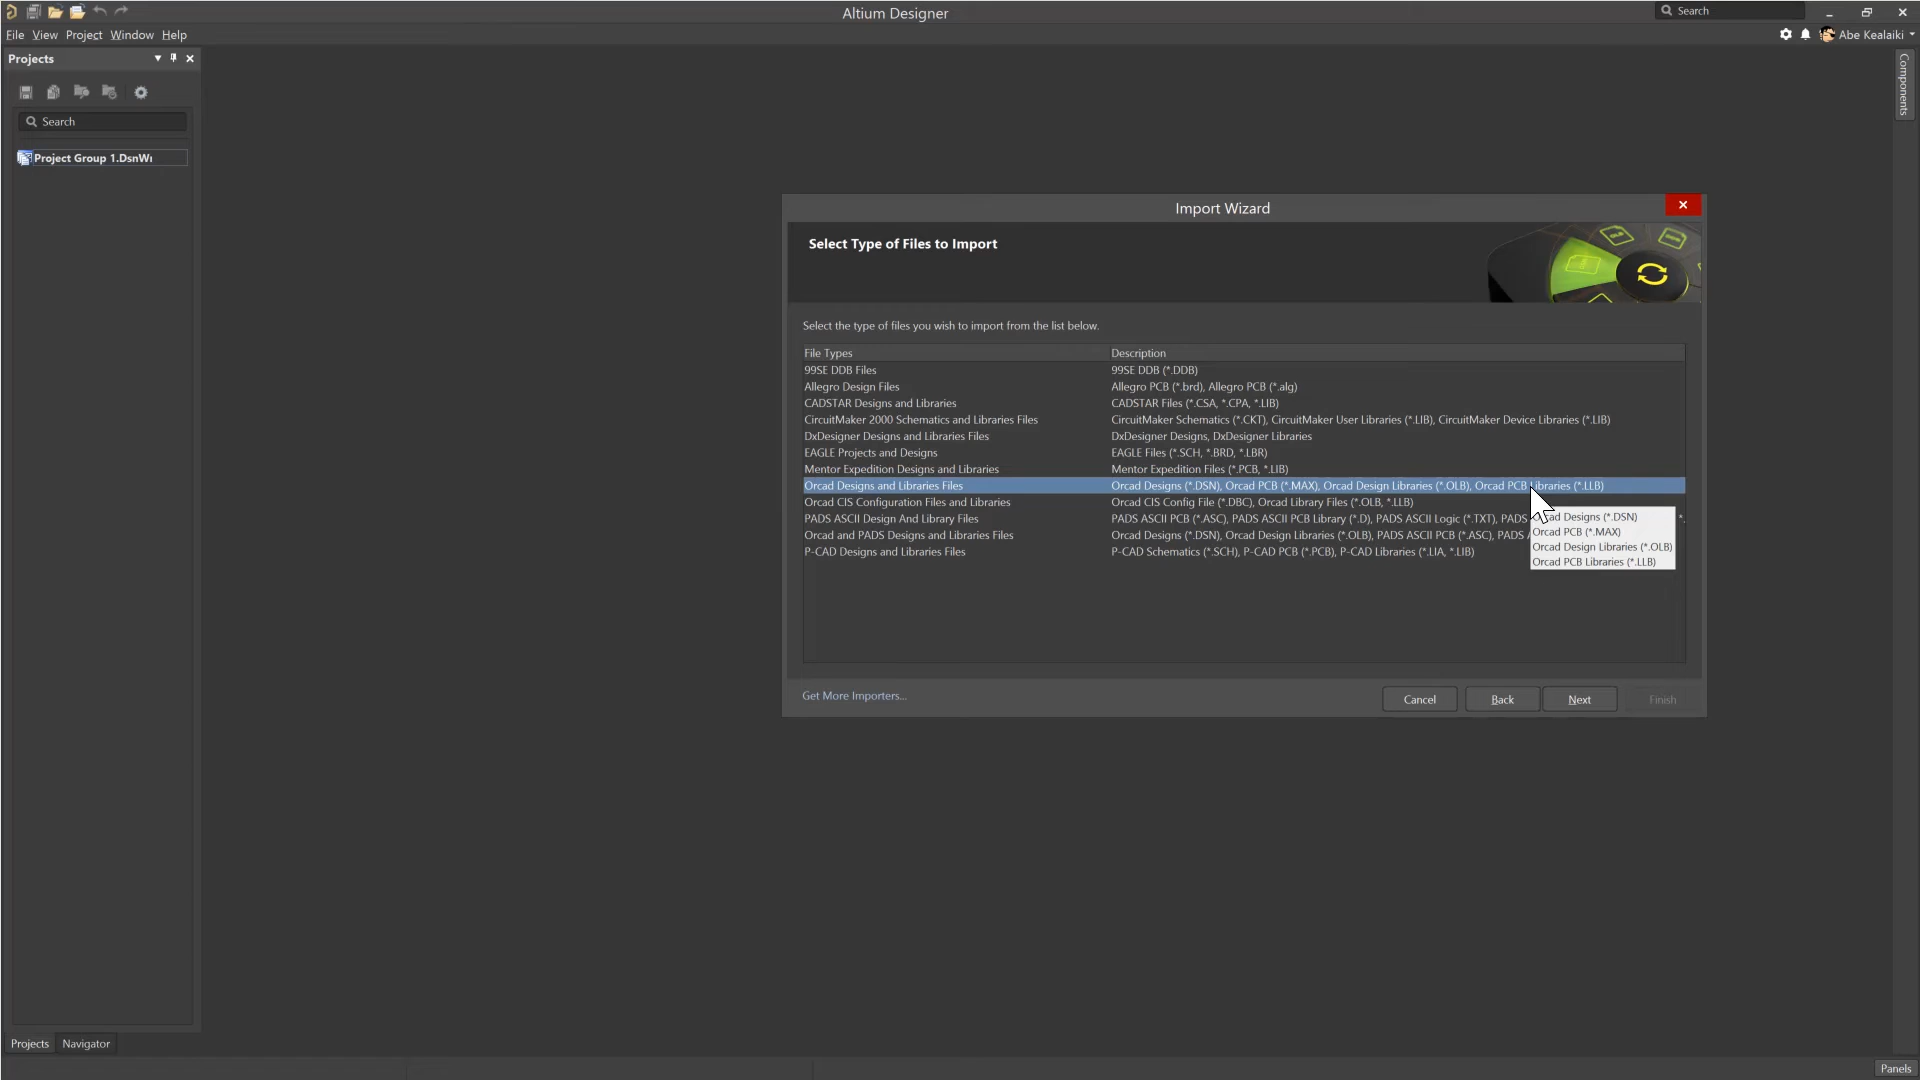 Altium Designer
Search
File View Project Window Help
Abe Kealaiki
Projects
Components
Search
Project Group 1.DsnWı
Import Wizard
Select Type of Files to Import
Select the type of files you wish to import from the list below.
File Types Description
99SE DDB Files 99SE DDB (*.DDB)
Allegro Design Files Allegro PCB (*.brd), Allegro PCB (*.alg)
CADSTAR Designs and Libraries CADSTAR Files (*.CSA, *.CPA, *.LIB)
CircuitMaker 2000 Schematics and Libraries Files CircuitMaker Schematics (*.CKT), CircuitMaker User Libraries (*.LIB), CircuitMaker Device Libraries (*.LIB)
DxDesigner Designs and Libraries Files DxDesigner Designs, DxDesigner Libraries
EAGLE Projects and Designs EAGLE Files (*.SCH, *.BRD, *.LBR)
Mentor Expedition Designs and Libraries Mentor Expedition Files (*.PCB, *.LIB)
Orcad Designs and Libraries Files Orcad Designs (*.DSN), Orcad PCB (*.MAX), Orcad Design Libraries (*.OLB), Orcad PCB Libraries (*.LLB)
Orcad CIS Configuration Files and Libraries Orcad CIS Config File (*.DBC), Orcad Library Files (*.OLB, *.LLB)
PADS ASCII Design And Library Files PADS ASCII PCB (*.ASC), PADS ASCII PCB Library (*.D), PADS ASCII Logic (*.TXT), PADS *.
Orcad and PADS Designs and Libraries Files Orcad Designs (*.DSN), Orcad Design Libraries (*.OLB), PADS ASCII PCB (*.ASC), PADS
P-CAD Designs and Libraries Files P-CAD Schematics (*.SCH), P-CAD PCB (*.PCB), P-CAD Libraries (*.LIA, *.LIB)
Designs (*.DSN)
Orcad PCB (*.MAX)
Orcad Design Libraries (*.OLB)
Orcad PCB Libraries (*.LLB)
Get More Importers...
Cancel Back Next Finish
Projects Navigator
Panels